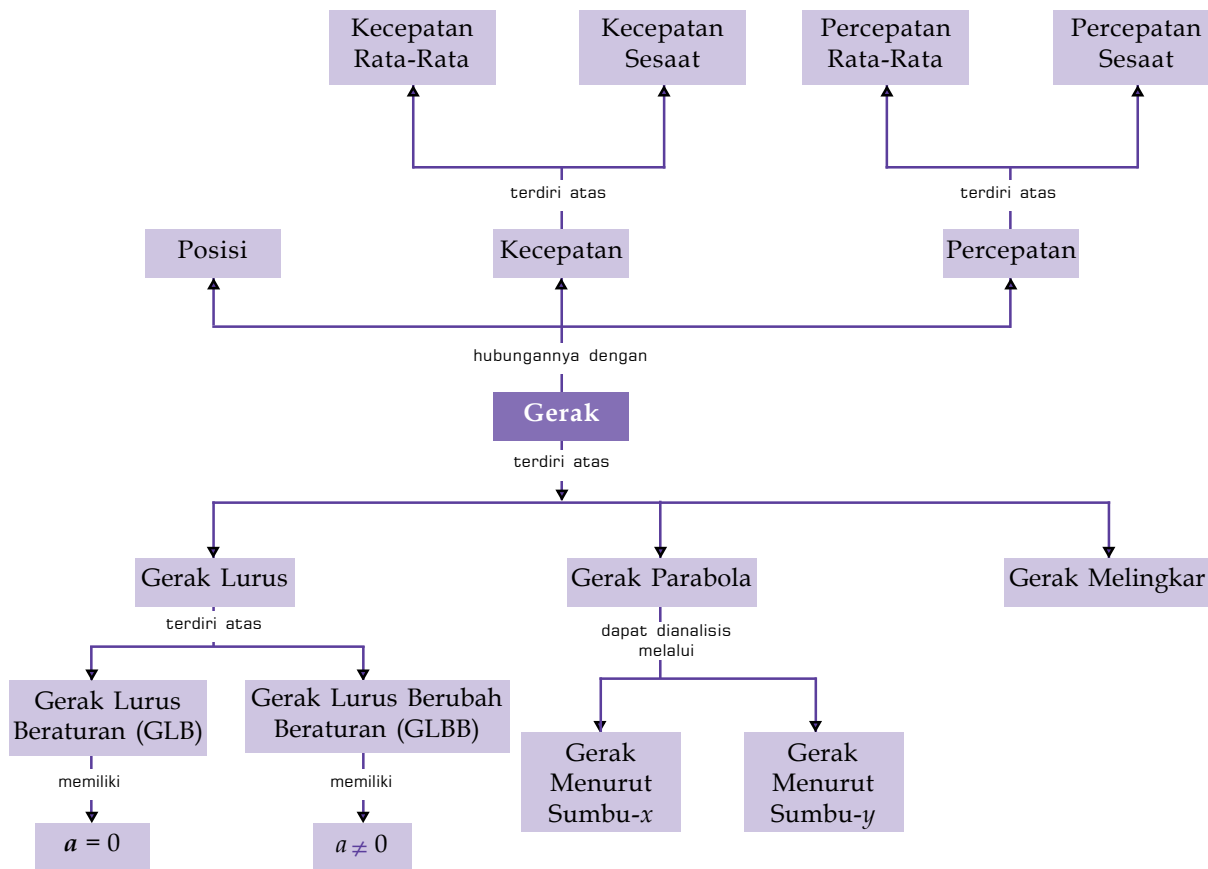 Kecepatan
Rata-Rata
Kecepatan
Sesaat
Percepatan
Rata-Rata
Percepatan
Sesaat
terdiri atas
terdiri atas
Posisi
Kecepatan
Percepatan
hubungannya dengan
Gerak
terdiri atas
Gerak Lurus
Gerak Parabola
Gerak Melingkar
terdiri atas
dapat dianalisis
melalui
Gerak Lurus
Beraturan (GLB)
Gerak Lurus Berubah
Beraturan (GLBB)
Gerak
Menurut
Sumbu-x
Gerak
Menurut
Sumbu-y
memiliki
memiliki
a = 0
a ≠ 0